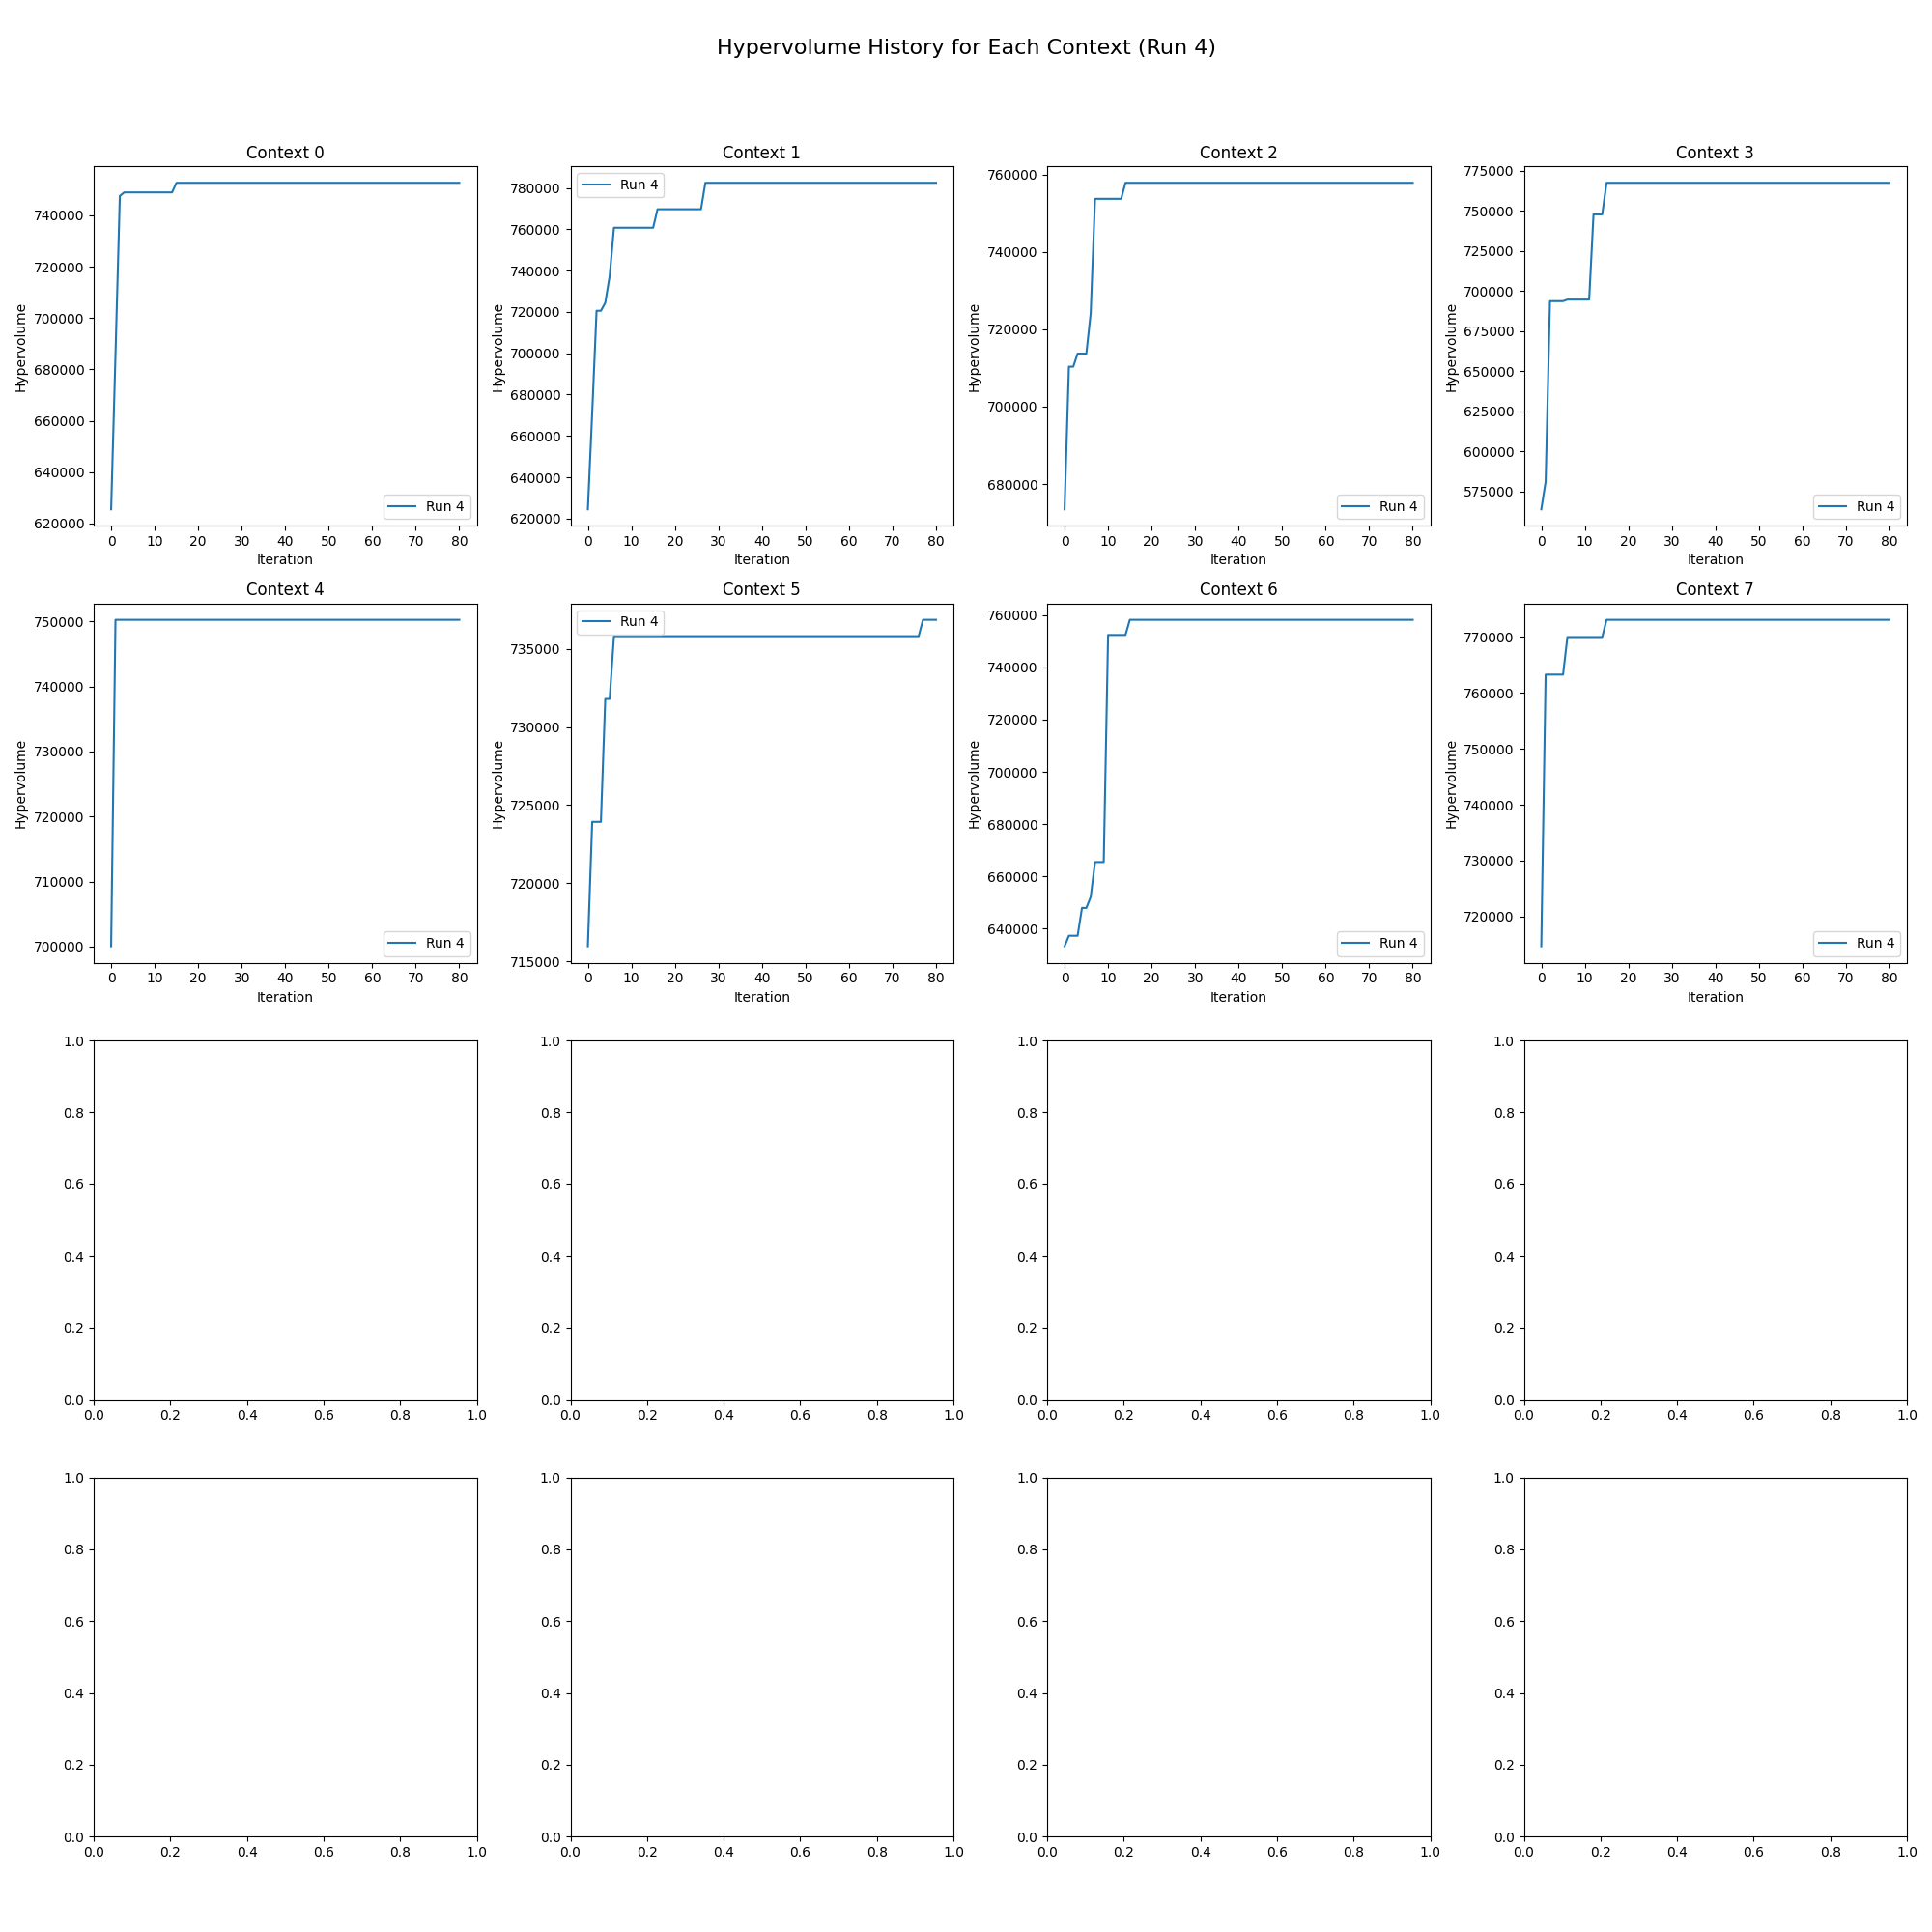 Hypervolume History for Each Context (Run 4)
Context 0
Hypervolume
740000
720000
700000
680000
660000
640000
620000
Run 4
0 10 20 30 40 50 60 70 80
Iteration
Context 1
Hypervolume
780000
760000
740000
720000
700000
680000
660000
640000
620000
Run 4
0 10 20 30 40 50 60 70 80
Iteration
Context 2
Hypervolume
760000
740000
720000
700000
680000
Run 4
0 10 20 30 40 50 60 70 80
Iteration
Context 3
Hypervolume
775000
750000
725000
700000
675000
650000
625000
600000
575000
Run 4
0 10 20 30 40 50 60 70 80
Iteration
Context 4
Hypervolume
750000
740000
730000
720000
710000
700000
Run 4
0 10 20 30 40 50 60 70 80
Iteration
Context 5
Hypervolume
735000
730000
725000
720000
715000
Run 4
0 10 20 30 40 50 60 70 80
Iteration
Context 6
Hypervolume
760000
740000
720000
700000
680000
660000
640000
Run 4
0 10 20 30 40 50 60 70 80
Iteration
Context 7
Hypervolume
770000
760000
750000
740000
730000
720000
Run 4
0 10 20 30 40 50 60 70 80
Iteration
1.0
0.8
0.6
0.4
0.2
0.0
0.0 0.2 0.4 0.6 0.8 1.0
1.0
0.8
0.6
0.4
0.2
0.0
0.0 0.2 0.4 0.6 0.8 1.0
1.0
0.8
0.6
0.4
0.2
0.0
0.0 0.2 0.4 0.6 0.8 1.0
1.0
0.8
0.6
0.4
0.2
0.0
0.0 0.2 0.4 0.6 0.8 1.0
1.0
0.8
0.6
0.4
0.2
0.0
0.0 0.2 0.4 0.6 0.8 1.0
1.0
0.8
0.6
0.4
0.2
0.0
0.0 0.2 0.4 0.6 0.8 1.0
1.0
0.8
0.6
0.4
0.2
0.0
0.0 0.2 0.4 0.6 0.8 1.0
1.0
0.8
0.6
0.4
0.2
0.0
0.0 0.2 0.4 0.6 0.8 1.0